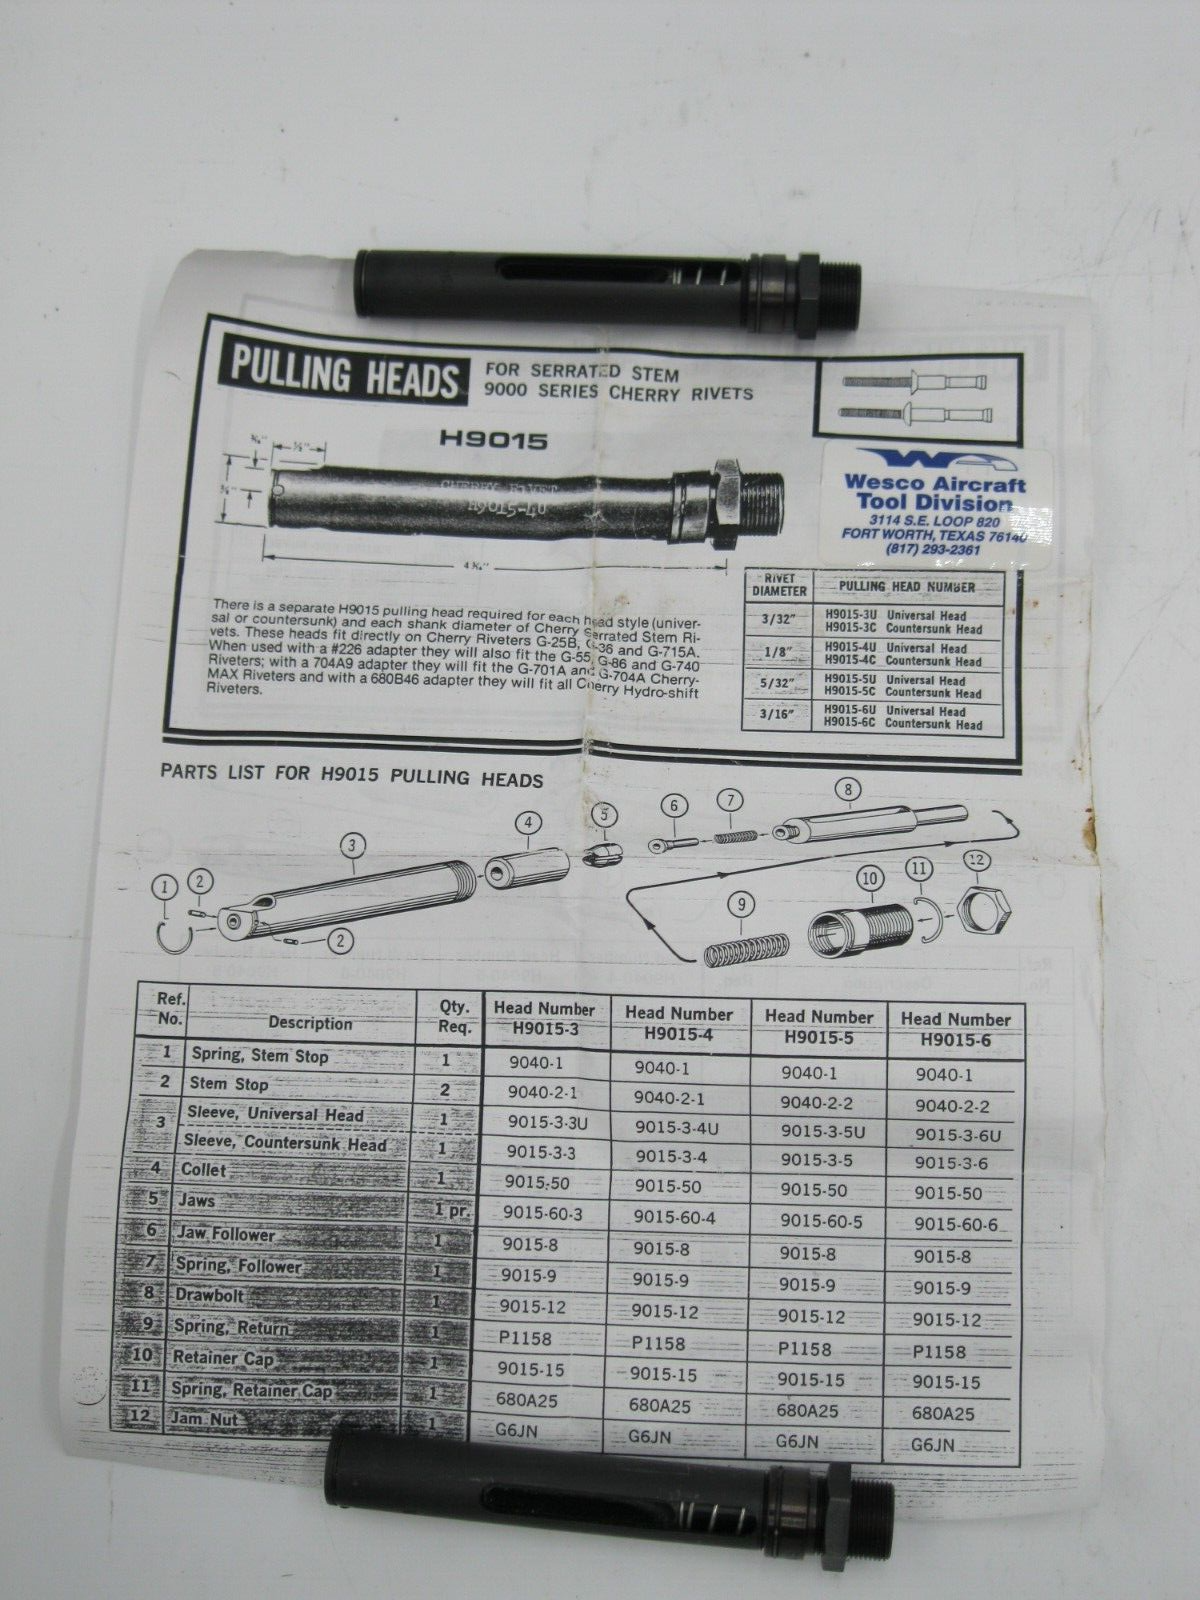 PULLING HEADS
FOR SERRATED STEM
9000 SERIES CHERRY RIVETS
H9015
CHERRY RIVET
H9015-4U
Wesco Aircraft
Tool Division
3114 S.E. LOOP 820
FORT WORTH, TEXAS 76140
(817) 293-2361
There is a separate H9015 pulling head required for each head style (univer-
sal or countersunk) and each shank diameter of Cherry Serrated Stem Ri-
vets. These heads fit directly on Cherry Riveters G-25B, G-36 and G-715A.
When used with a #226 adapter they will also fit the G-55, G-86 and G-740
Riveters; with a 704A9 adapter they will fit the G-701A and G-704A Cherry-
MAX Riveters and with a 680B46 adapter they will fit all Cherry Hydro-shift
Riveters.
RIVET DIAMETER PULLING HEAD NUMBER
3/32" H9015-3U Universal Head
H9015-3C Countersunk Head
1/8" H9015-4U Universal Head
H9015-4C Countersunk Head
5/32" H9015-5U Universal Head
H9015-5C Countersunk Head
3/16" H9015-6U Universal Head
H9015-6C Countersunk Head
PARTS LIST FOR H9015 PULLING HEADS
1 2 3 4 5 6 7 8
2 9 10 11 12
Ref. No. Description Qty. Req. Head Number H9015-3 Head Number H9015-4 Head Number H9015-5 Head Number H9015-6
1 Spring, Stem Stop 1 9040-1 9040-1 9040-1 9040-1
2 Stem Stop 2 9040-2-1 9040-2-1 9040-2-2 9040-2-2
3 Sleeve, Universal Head 1 9015-3-3U 9015-3-4U 9015-3-5U 9015-3-6U
Sleeve, Countersunk Head 1 9015-3-3 9015-3-4 9015-3-5 9015-3-6
4 Collet 1 9015-50 9015-50 9015-50 9015-50
5 Jaws 1 pr. 9015-60-3 9015-60-4 9015-60-5 9015-60-6
6 Jaw Follower 1 9015-8 9015-8 9015-8 9015-8
7 Spring, Follower 1 9015-9 9015-9 9015-9 9015-9
8 Drawbolt 1 9015-12 9015-12 9015-12 9015-12
9 Spring, Return 1 P1158 P1158 P1158 P1158
10 Retainer Cap 1 9015-15 9015-15 9015-15 9015-15
11 Spring, Retainer Cap 1 680A25 680A25 680A25 680A25
12 Jam Nut 1 G6JN G6JN G6JN G6JN